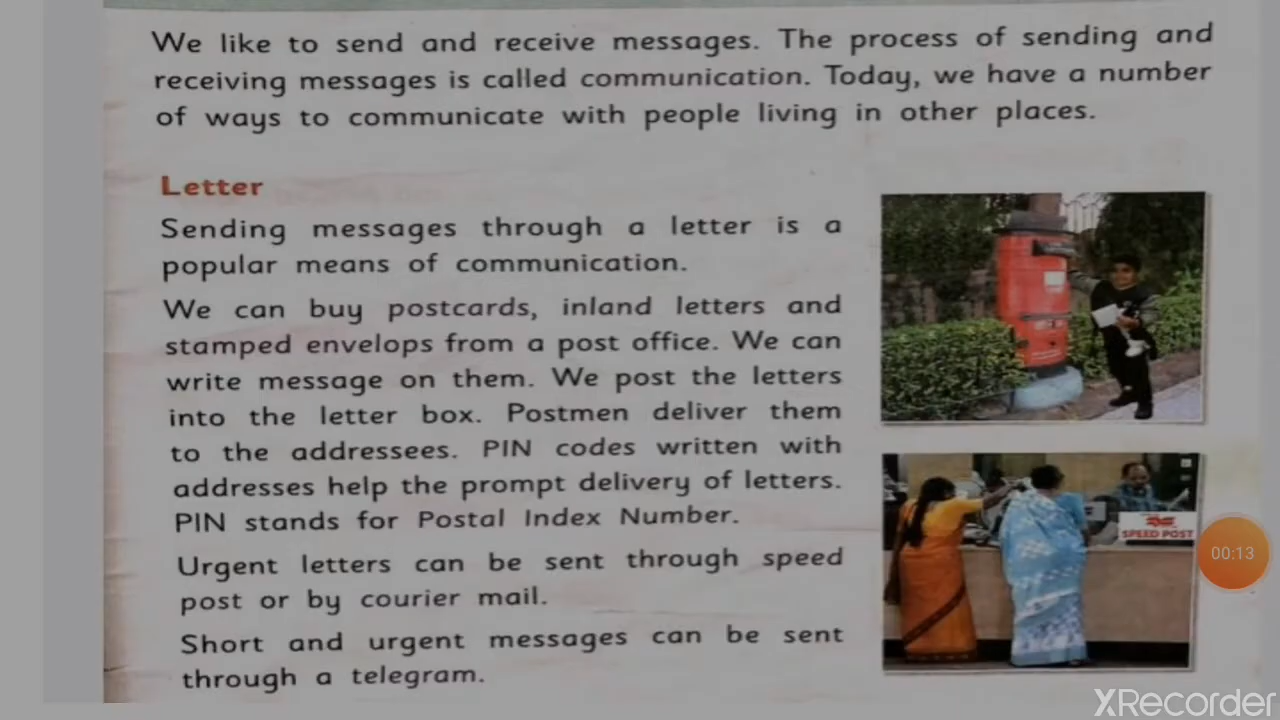 We like to send and receive messages. The process of sending and
receiving messages is called communication. Today, we have a number
of ways to communicate with people living in other places.
Letter
Sending messages through a letter is a
popular means of communication.
We can buy postcards, inland letters and
stamped envelops from a post office. We can
write message on them. We post the letters
into the letter box. Postmen deliver them
to the addressees. PIN codes written with
addresses help the prompt delivery of letters.
PIN stands for Postal Index Number.
Urgent letters can be sent through speed
post or by courier mail.
Short and urgent messages can be sent
through a telegram.
SPEED POST
00:13
XRecorder